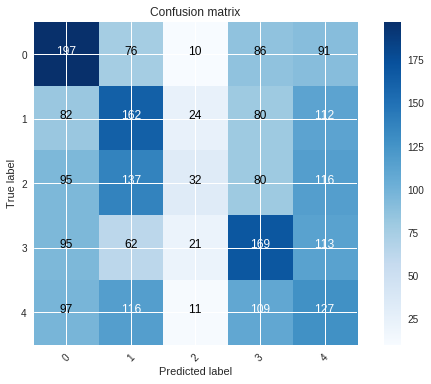 Confusion matrix
0 197 76 10 86 91
1 82 162 24 80 112
2 95 137 32 80 116
3 95 62 21 169 113
4 97 116 11 109 127
0 1 2 3 4
True label
Predicted label
175
150
125
100
75
50
25